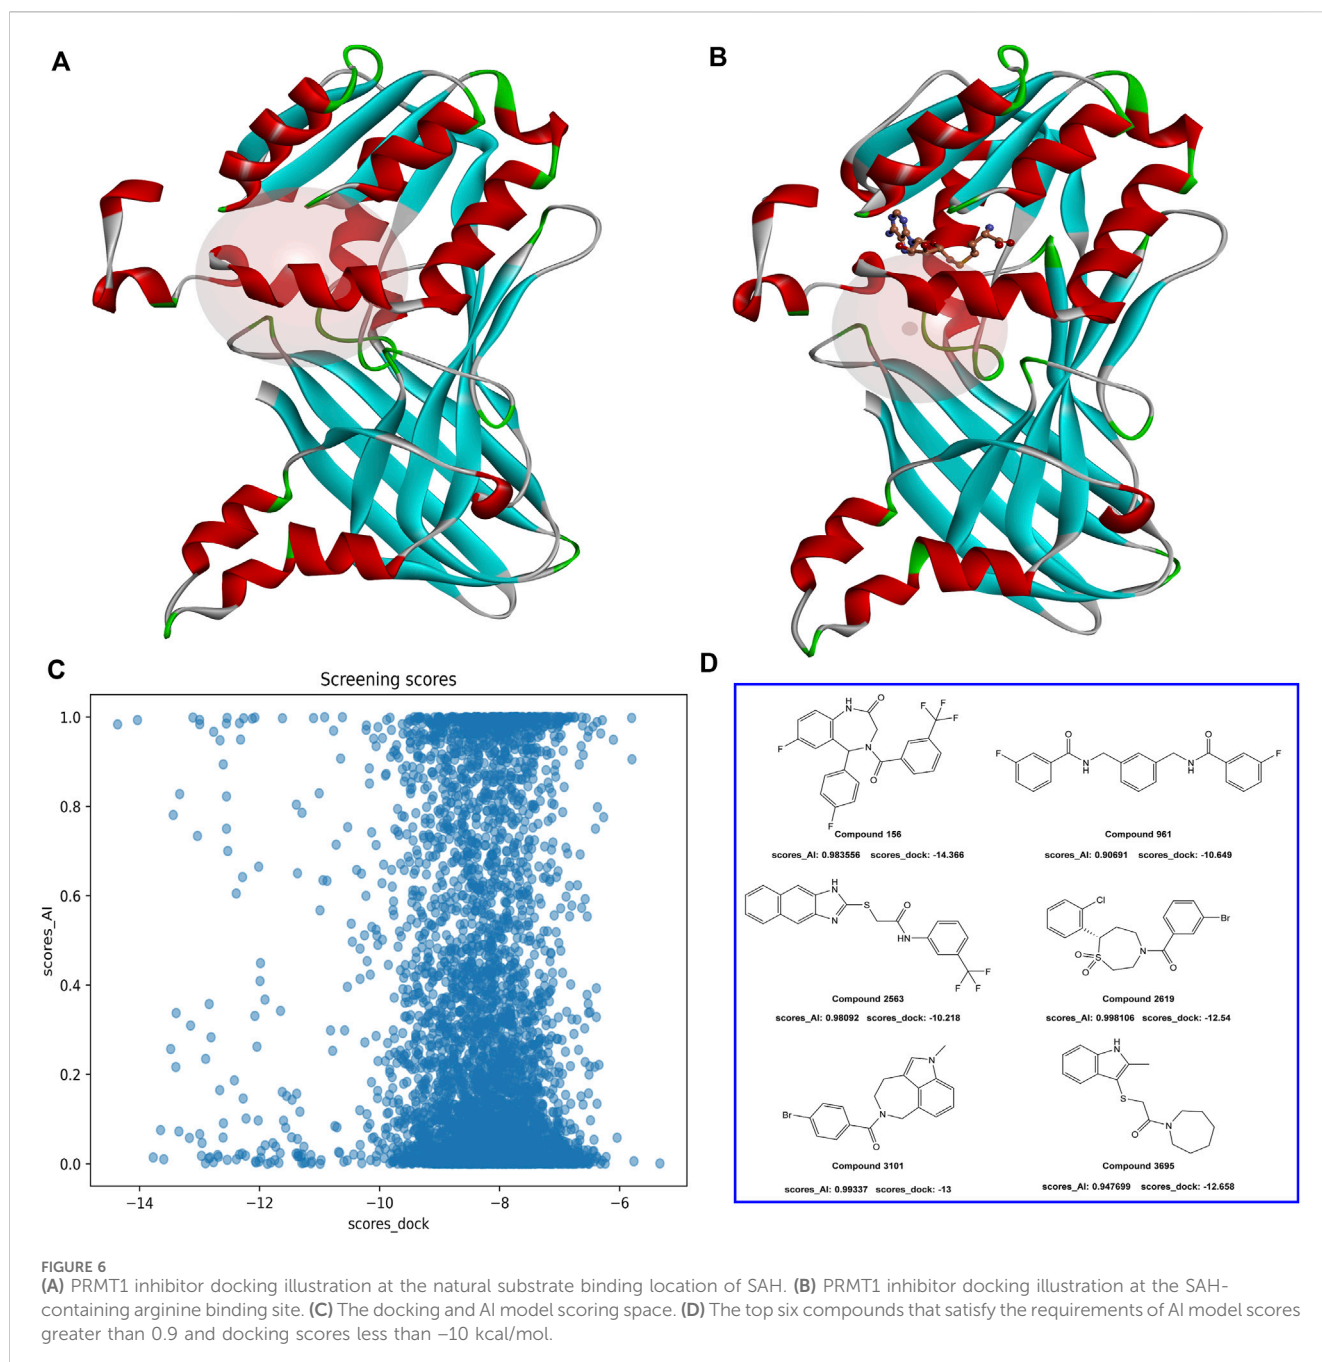 A
B
C
Screening scores
1.0
0.8
0.6
0.4
0.2
0.0
scores_AI
−14
−12
−10
−8
−6
scores_dock
D
H
N
O
F
F
F
F
N
O
F
Compound 156
scores_AI: 0.983556 scores_dock: -14.366
F
O
N
H
O
NH
F
Compound 961
scores_AI: 0.90691 scores_dock: -10.649
H
N
N
S
O
NH
F
F
F
Compound 2563
scores_AI: 0.98092 scores_dock: -10.218
Cl
Br
N
O
S
O
O
Compound 2619
scores_AI: 0.998106 scores_dock: -12.54
N
Br
N
O
Compound 3101
scores_AI: 0.99337 scores_dock: -13
H
N
S
N
O
Compound 3695
scores_AI: 0.947699 scores_dock: -12.658
FIGURE 6
(A) PRMT1 inhibitor docking illustration at the natural substrate binding location of SAH. (B) PRMT1 inhibitor docking illustration at the SAH-
containing arginine binding site. (C) The docking and AI model scoring space. (D) The top six compounds that satisfy the requirements of AI model scores
greater than 0.9 and docking scores less than −10 kcal/mol.